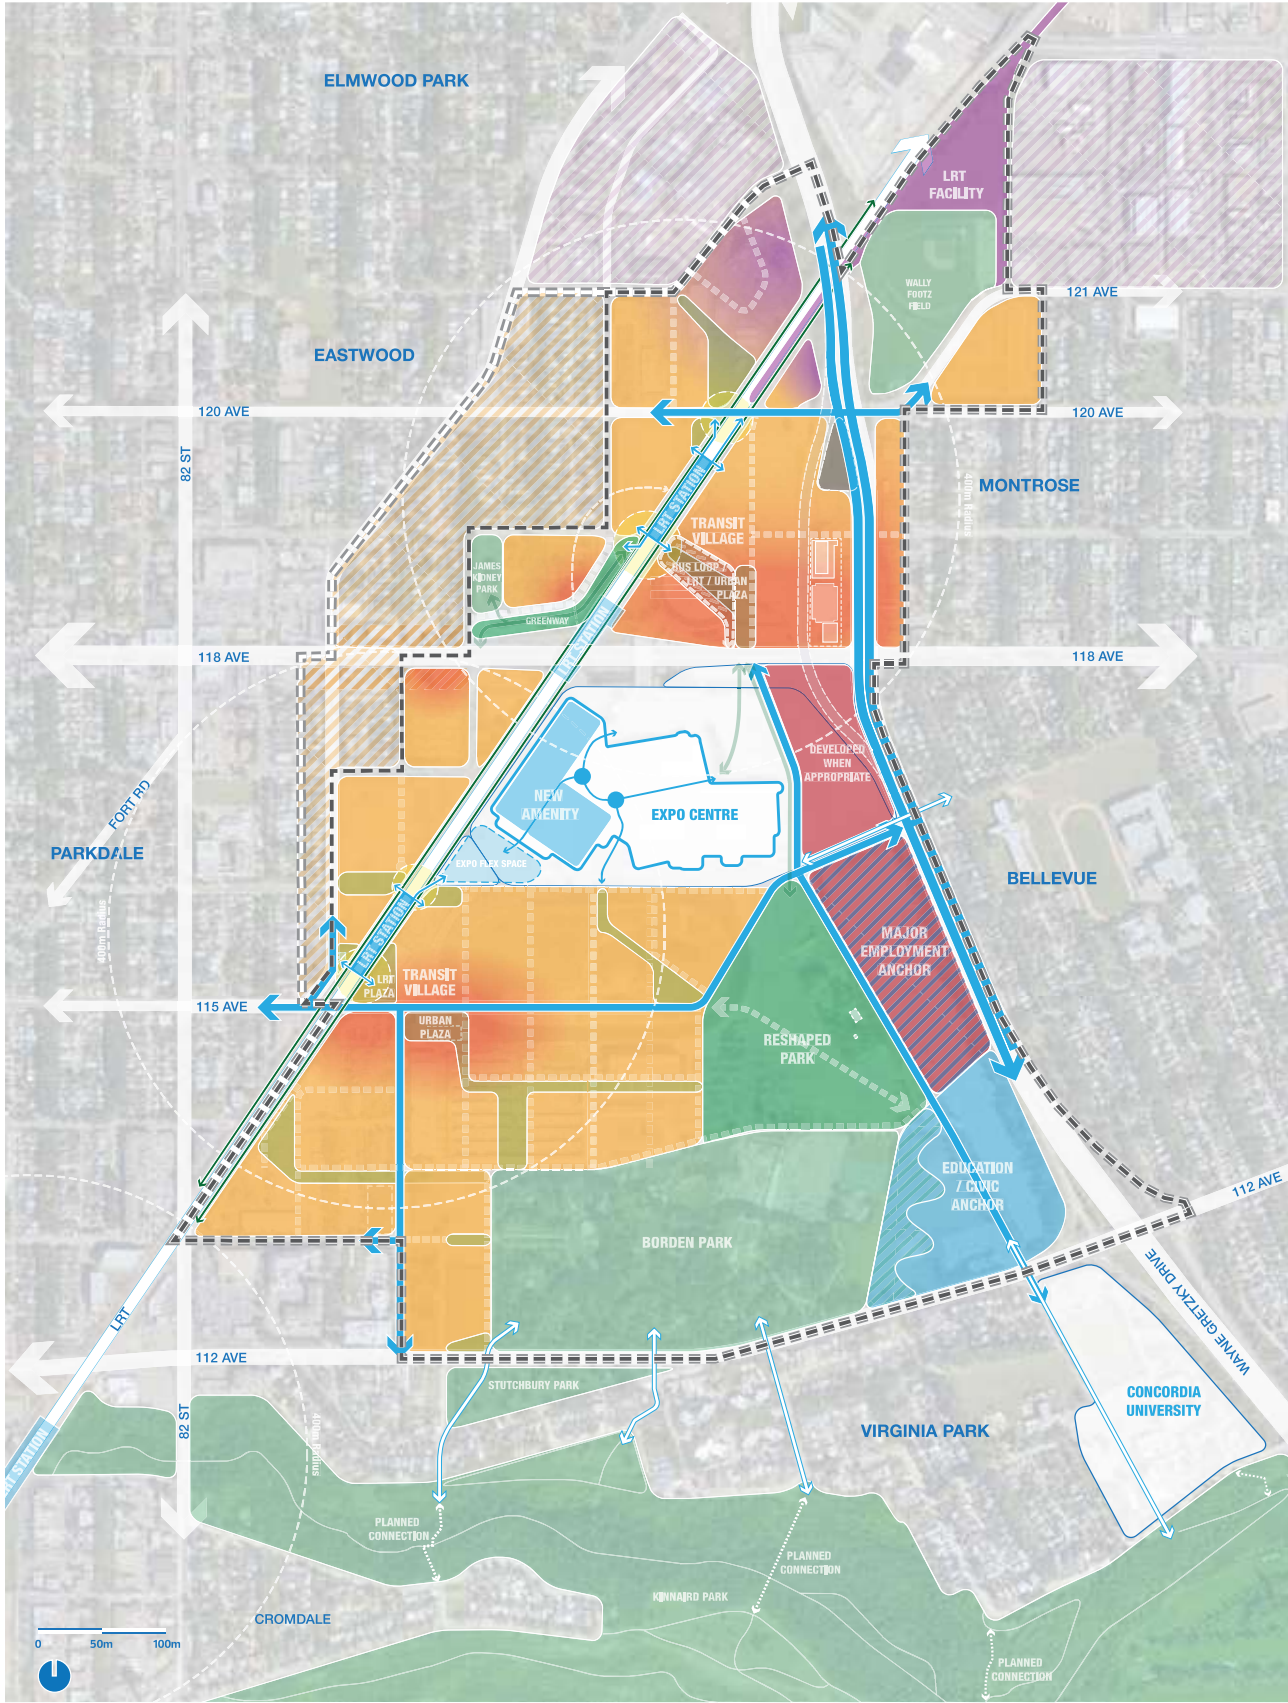 ELMWOOD PARK
LRT
FACILITY
WALLY
FOOTZ
FIELD
121 AVE
EASTWOOD
120 AVE
120 AVE
82 ST
MONTROSE
400m Radius
LRT STATION
TRANSIT
VILLAGE
BUS LOOP /
LRT / URBAN
PLAZA
JAMES
KIDNEY
PARK
GREENWAY
LRT STATION
118 AVE
118 AVE
DEVELOPED
WHEN
APPROPRIATE
NEW
AMENITY
EXPO CENTRE
EXPO FLEX SPACE
FORT RD
PARKDALE
BELLEVUE
400m Radius
LRT STATION
MAJOR
EMPLOYMENT
ANCHOR
LRT
PLAZA
TRANSIT
VILLAGE
115 AVE
URBAN
PLAZA
RESHAPED
PARK
EDUCATION
/ CIVIC
ANCHOR
112 AVE
BORDEN PARK
WAYNE GRETZKY DRIVE
LRT
112 AVE
STUTCHBURY PARK
CONCORDIA
UNIVERSITY
82 ST
400m Radius
VIRGINIA PARK
LRT STATION
PLANNED
CONNECTION
PLANNED
CONNECTION
KINNAIRD PARK
CROMDALE
0 50m 100m
PLANNED
CONNECTION